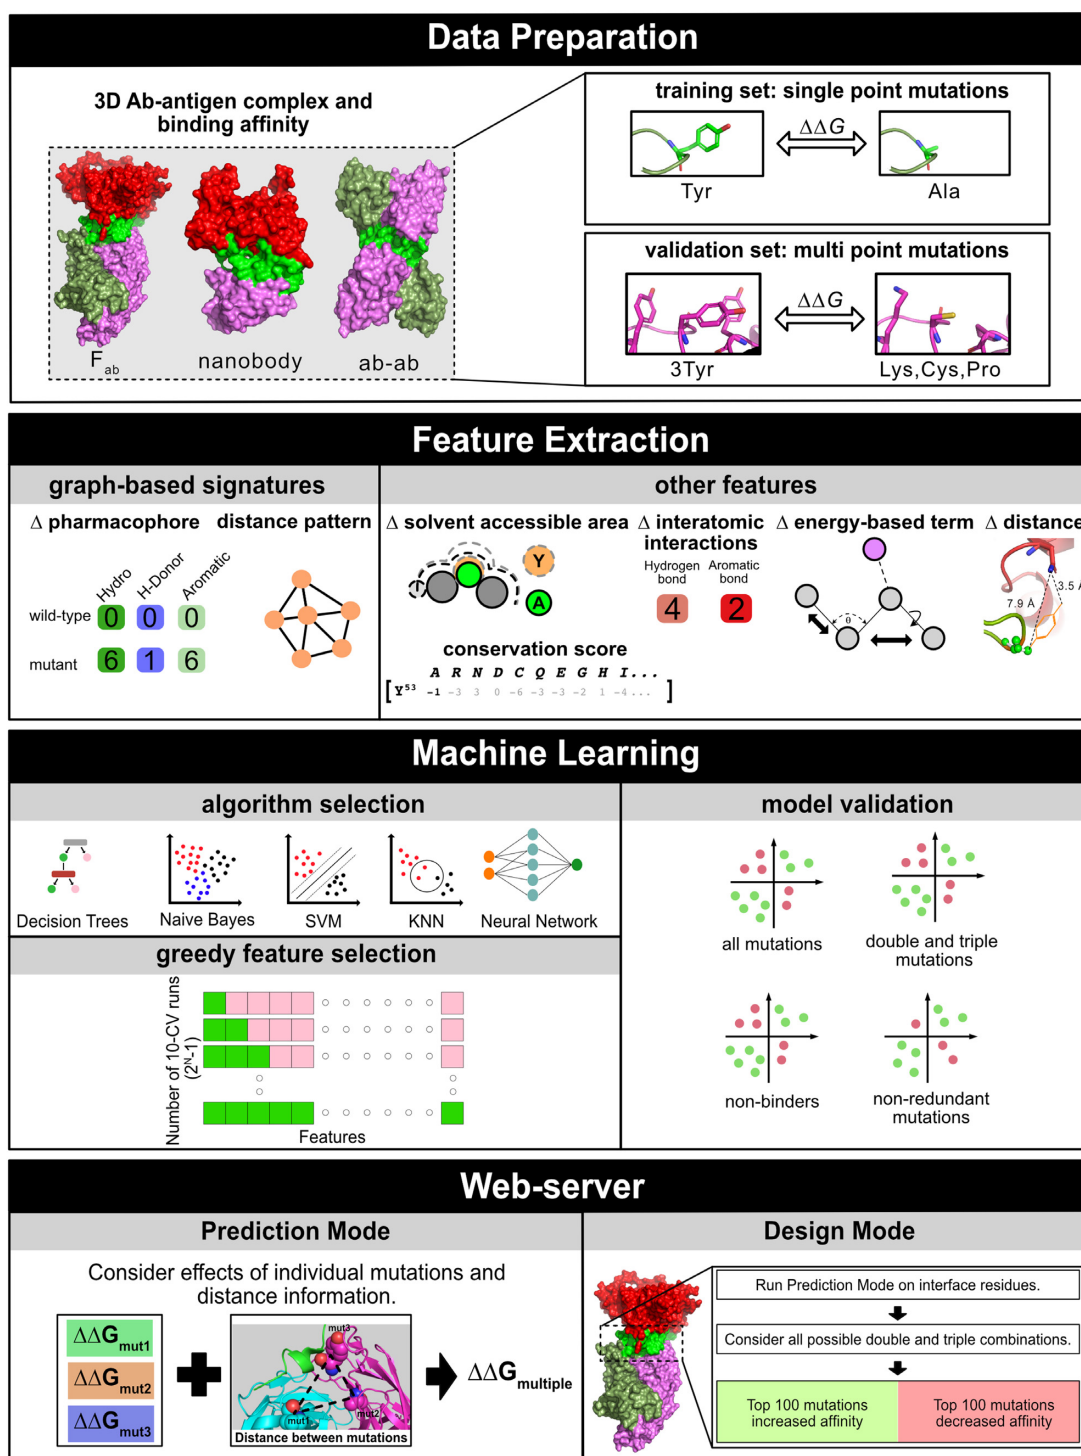 Data Preparation
3D Ab-antigen complex and
binding affinity
Fab
nanobody
ab-ab
training set: single point mutations
ΔΔG
Tyr
Ala
validation set: multi point mutations
ΔΔG
3Tyr
Lys,Cys,Pro
Feature Extraction
graph-based signatures
other features
Δ pharmacophore
distance pattern
Hydro
H-Donor
Aromatic
wild-type
0 0 0
mutant
6 1 6
Δ solvent accessible area
Y
A
Δ interatomic
interactions
Hydrogen
bond
Aromatic
bond
4
2
Δ energy-based term
θ
Δ distance
3.5 Å
7.9 Å
conservation score
A R N D C Q E G H I...
[Y53 -1 -3 3 0 -6 -3 -3 -2 1 -4... ]
Machine Learning
algorithm selection
Decision Trees
Naive Bayes
SVM
KNN
Neural Network
greedy feature selection
Number of 10-CV runs
(2N-1)
Features
model validation
all mutations
double and triple
mutations
non-binders
non-redundant
mutations
Web-server
Prediction Mode
Consider effects of individual mutations and
distance information.
ΔΔGmut1
ΔΔGmut2
ΔΔGmut3
mut3
mut1
mut2
Distance between mutations
ΔΔGmultiple
Design Mode
Run Prediction Mode on interface residues.
Consider all possible double and triple combinations.
Top 100 mutations
increased affinity
Top 100 mutations
decreased affinity